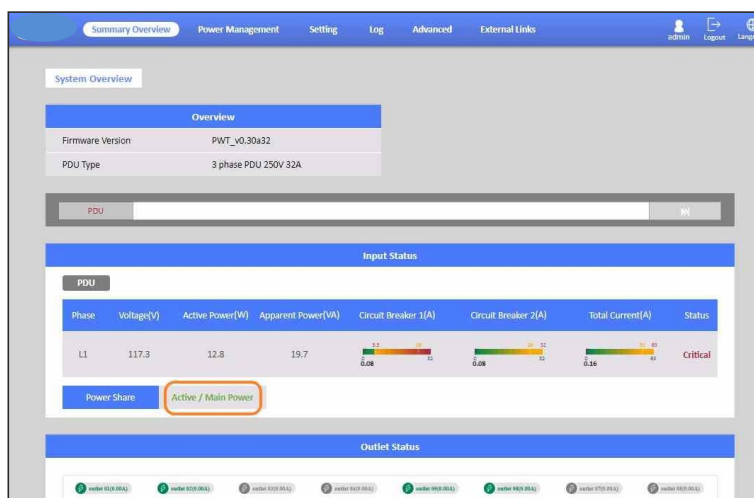 Summary Overview Power Management Setting Log Advanced External Links admin Logout
System Overview
Overview
Firmware Version PWT_v0.30a32
PDU Type 3 phase PDU 250V 32A
PDU
Input Status
PDU
Phase Voltage(V) Active Power(W) Apparent Power(VA) Circuit Breaker 1(A) Circuit Breaker 2(A) Total Current(A) Status
L1 117.3 12.8 19.7 0.08 0.08 0.16 Critical
Power Share Active / Main Power
Outlet Status